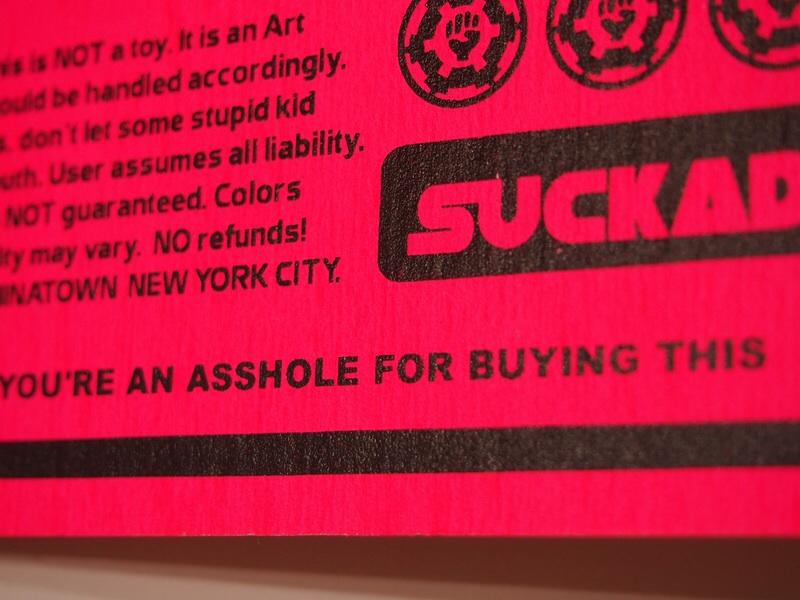 is is NOT a toy. It is an Art
ould be handled accordingly.
s. don't let some stupid kid
outh. User assumes all liability.
NOT guaranteed. Colors
ity may vary. NO refunds!
INATOWN NEW YORK CITY.
SUCKAD
YOU'RE AN ASSHOLE FOR BUYING THIS